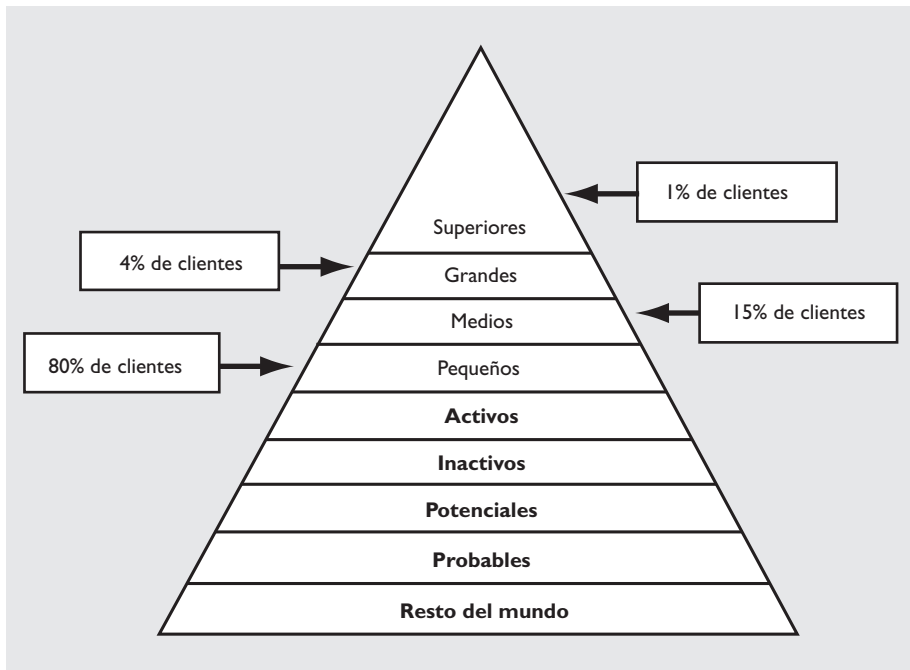 1% de clientes
Superiores
4% de clientes
Grandes
15% de clientes
Medios
80% de clientes
Pequeños
Activos
Inactivos
Potenciales
Probables
Resto del mundo